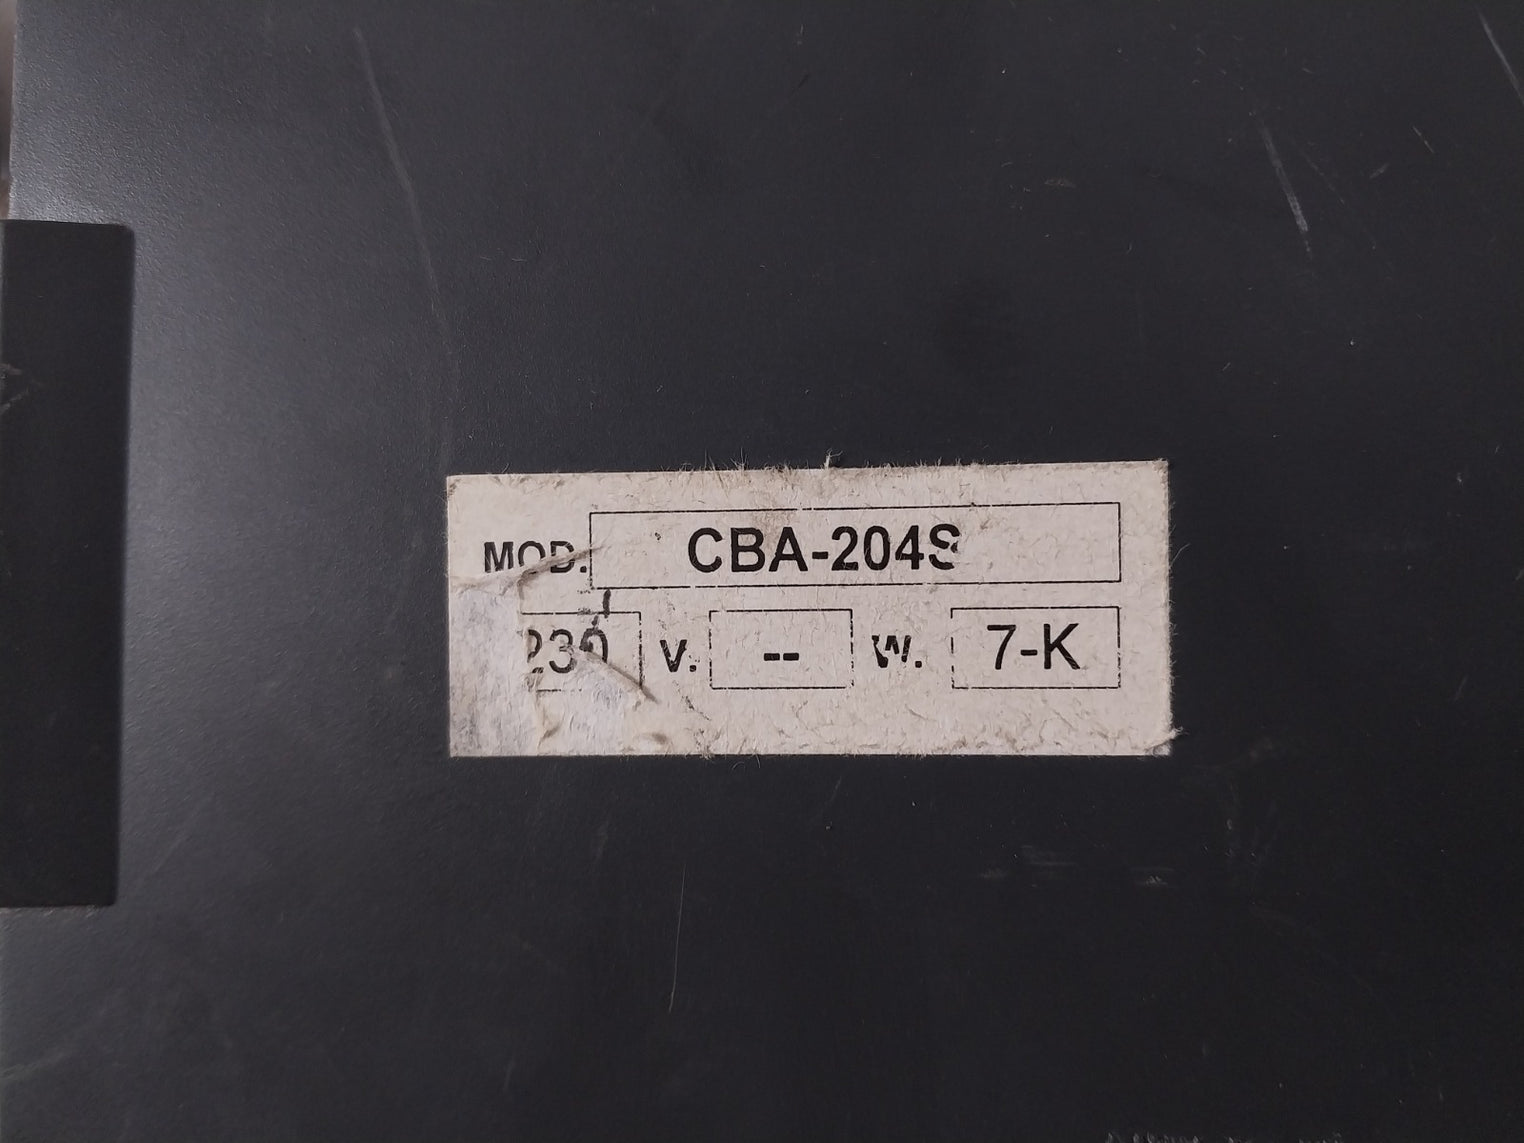 MOD. CBA-204S
230 V. -- W. 7-K